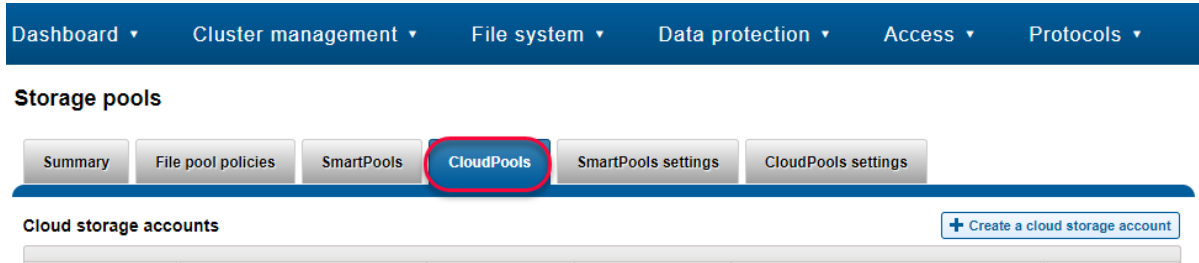 Dashboard ▾ Cluster management ▾ File system ▾ Data protection ▾ Access ▾ Protocols ▾
Storage pools
Summary File pool policies SmartPools CloudPools SmartPools settings CloudPools settings
Cloud storage accounts + Create a cloud storage account